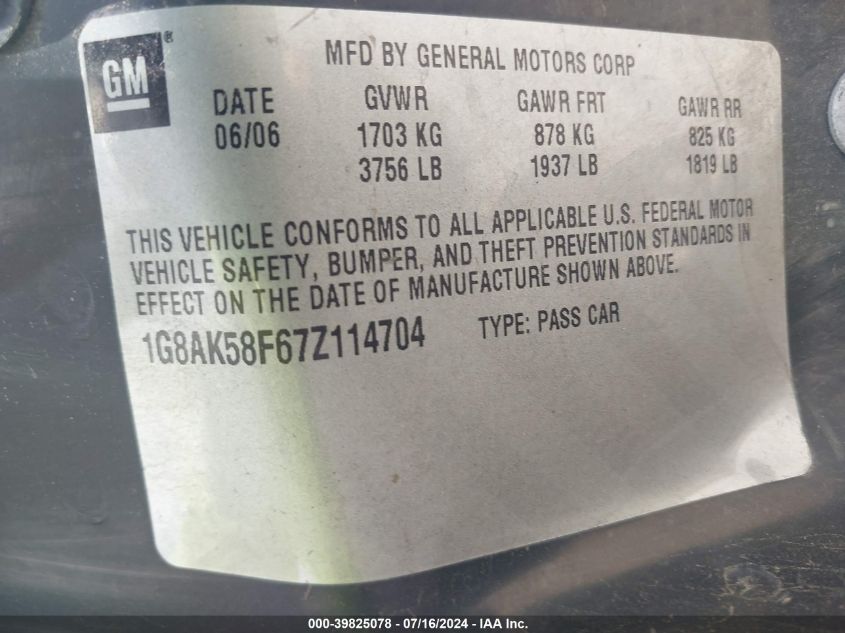 GM ®
MFD BY GENERAL MOTORS CORP
DATE GVWR GAWR FRT GAWR RR
06/06 1703 KG 878 KG 825 KG
3756 LB 1937 LB 1819 LB
THIS VEHICLE CONFORMS TO ALL APPLICABLE U.S. FEDERAL MOTOR
VEHICLE SAFETY, BUMPER, AND THEFT PREVENTION STANDARDS IN
EFFECT ON THE DATE OF MANUFACTURE SHOWN ABOVE.
1G8AK58F67Z114704 TYPE: PASS CAR
000-39825078 - 07/16/2024 - IAA Inc.